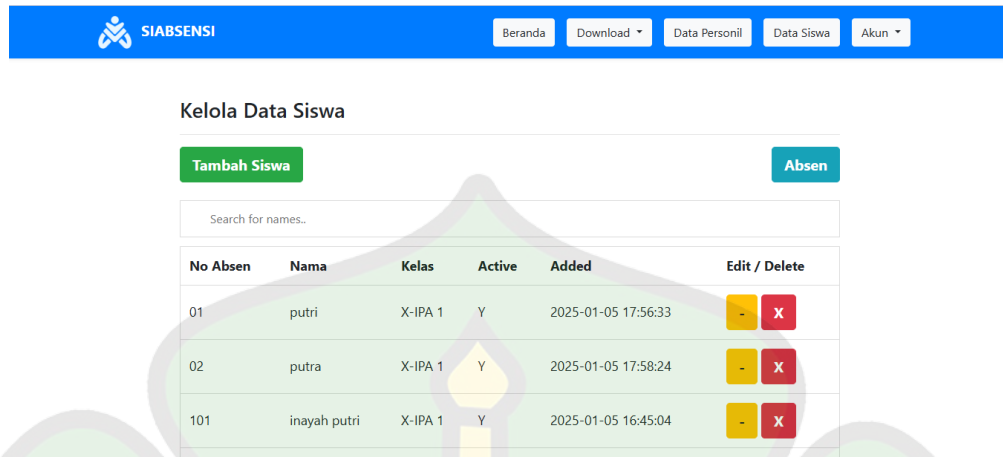 SIABSENSI Beranda Download Data Personil Data Siswa Akun
Kelola Data Siswa
Tambah Siswa Absen
Search for names..
No Absen Nama Kelas Active Added Edit / Delete
01 putri X-IPA 1 Y 2025-01-05 17:56:33 - X
02 putra X-IPA 1 Y 2025-01-05 17:58:24 - X
101 inayah putri X-IPA 1 Y 2025-01-05 16:45:04 - X